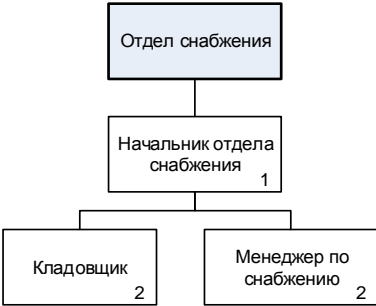 Отдел снабжения
Начальник отдела
снабжения
1
Кладовщик
2
Менеджер по
снабжению
2